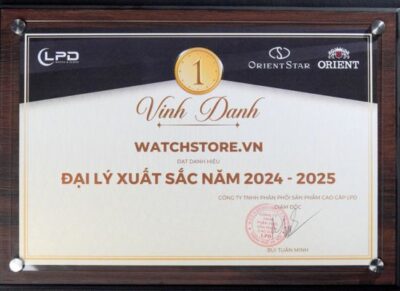 LPD
1
ORIENT STAR
ORIENT
Vinh Danh
WATCHSTORE.VN
ĐẠT DANH HIỆU
ĐẠI LÝ XUẤT SẮC NĂM 2024 - 2025
CÔNG TY TNHH PHÂN PHỐI SẢN PHẨM CAO CẤP LPD
GIÁM ĐỐC
BÙI TUẤN MINH